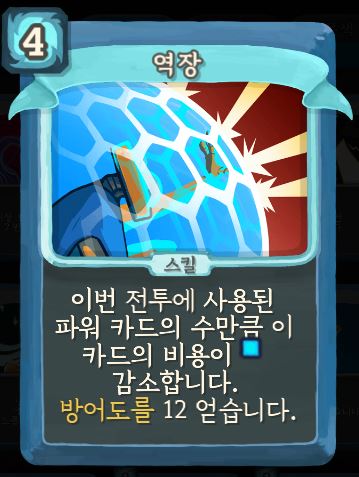 4
역장
스킬
이번 전투에 사용된
파워 카드의 수만큼 이
카드의 비용이
감소합니다.
방어도를 12 얻습니다.